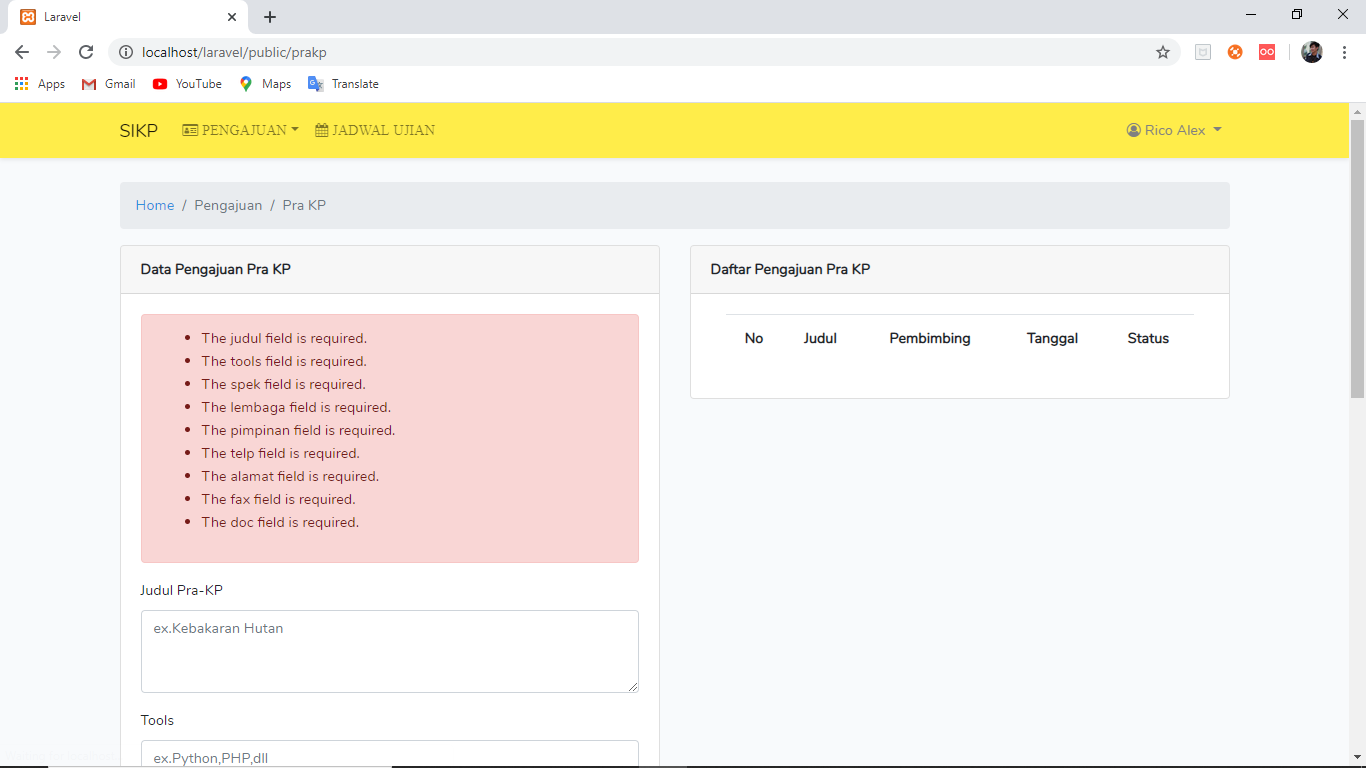 Laravel
localhost/laravel/public/prakp
Apps Gmail YouTube Maps Translate
SIKP PENGAJUAN JADWAL UJIAN Rico Alex
Home / Pengajuan / Pra KP
Data Pengajuan Pra KP
The judul field is required.
The tools field is required.
The spek field is required.
The lembaga field is required.
The pimpinan field is required.
The telp field is required.
The alamat field is required.
The fax field is required.
The doc field is required.
Judul Pra-KP
ex.Kebakaran Hutan
Tools
ex.Python,PHP,dll
Daftar Pengajuan Pra KP
No Judul Pembimbing Tanggal Status